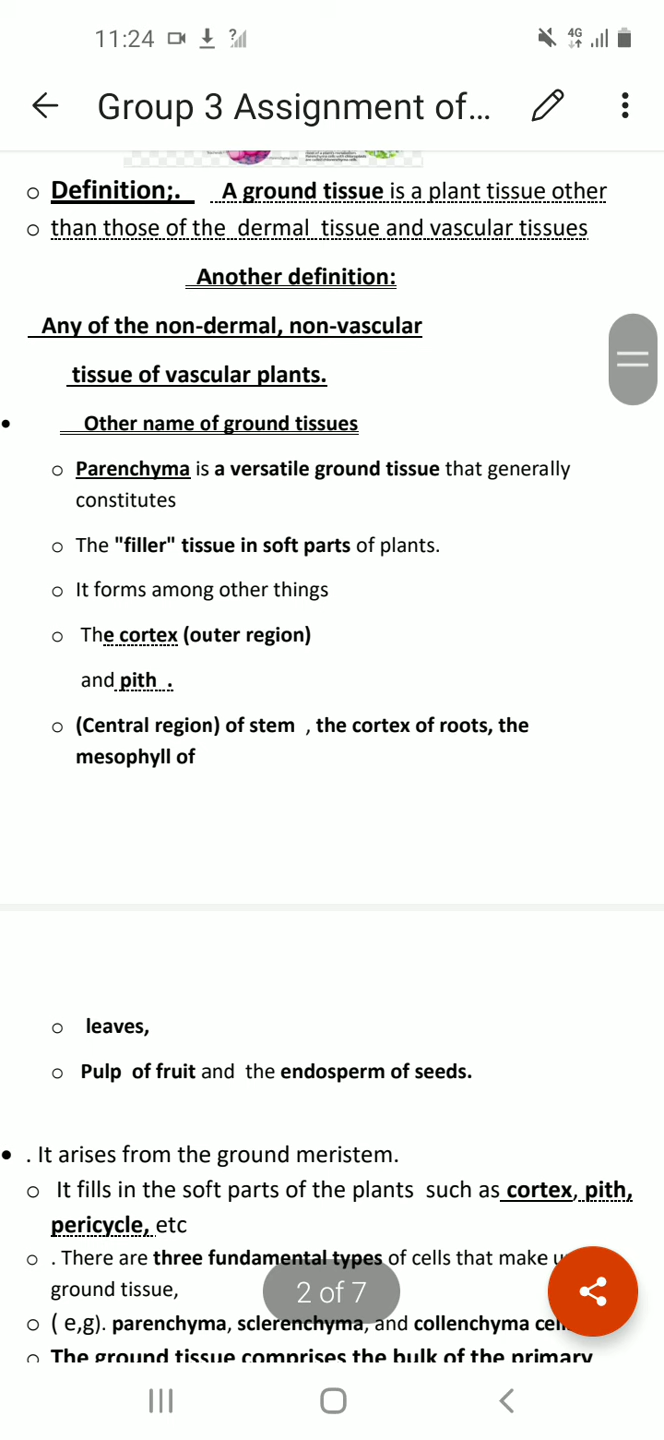 11:24
4G
Group 3 Assignment of...
Definition;. A ground tissue is a plant tissue other
than those of the dermal tissue and vascular tissues
Another definition:
Any of the non-dermal, non-vascular
tissue of vascular plants.
Other name of ground tissues
Parenchyma is a versatile ground tissue that generally
constitutes
The "filler" tissue in soft parts of plants.
It forms among other things
The cortex (outer region)
and pith .
(Central region) of stem , the cortex of roots, the
mesophyll of
leaves,
Pulp of fruit and the endosperm of seeds.
. It arises from the ground meristem.
It fills in the soft parts of the plants such as cortex, pith,
pericycle, etc
. There are three fundamental types of cells that make
ground tissue,
2 of 7
( e,g). parenchyma, sclerenchyma, and collenchyma
The ground tissue comprises the bulk of the primary